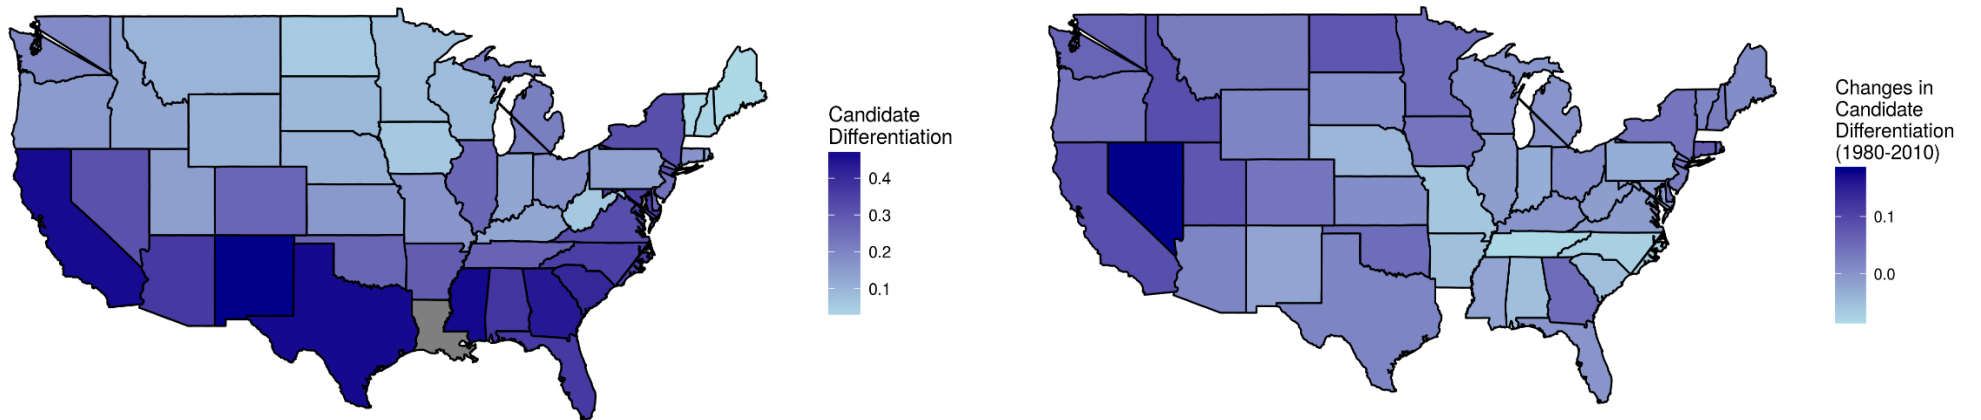 Candidate
Differentiation
0.4
0.3
0.2
0.1
Changes in
Candidate
Differentiation
(1980-2010)
0.1
0.0